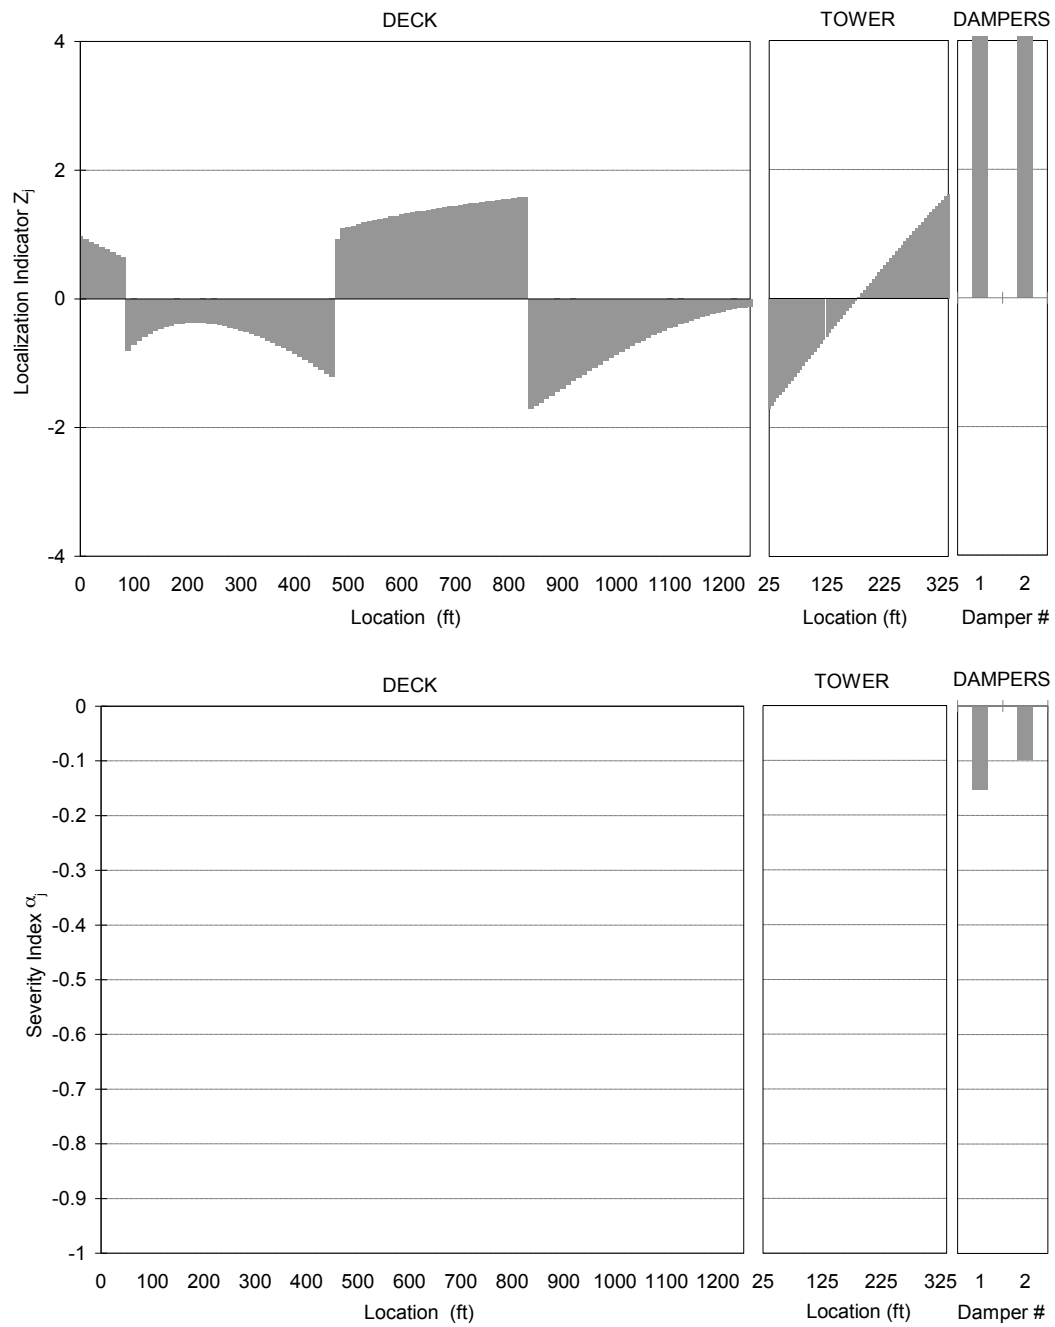 DECK TOWER DAMPERS
4
2
0
-2
-4
Localization Indicator Zj
0 100 200 300 400 500 600 700 800 900 1000 1100 1200 25 125 225 325 1 2
Location (ft) Location (ft) Damper #
DECK TOWER DAMPERS
0
-0.1
-0.2
-0.3
-0.4
-0.5
-0.6
-0.7
-0.8
-0.9
-1
Severity Index αj
0 100 200 300 400 500 600 700 800 900 1000 1100 1200 25 125 225 325 1 2
Location (ft) Location (ft) Damper #